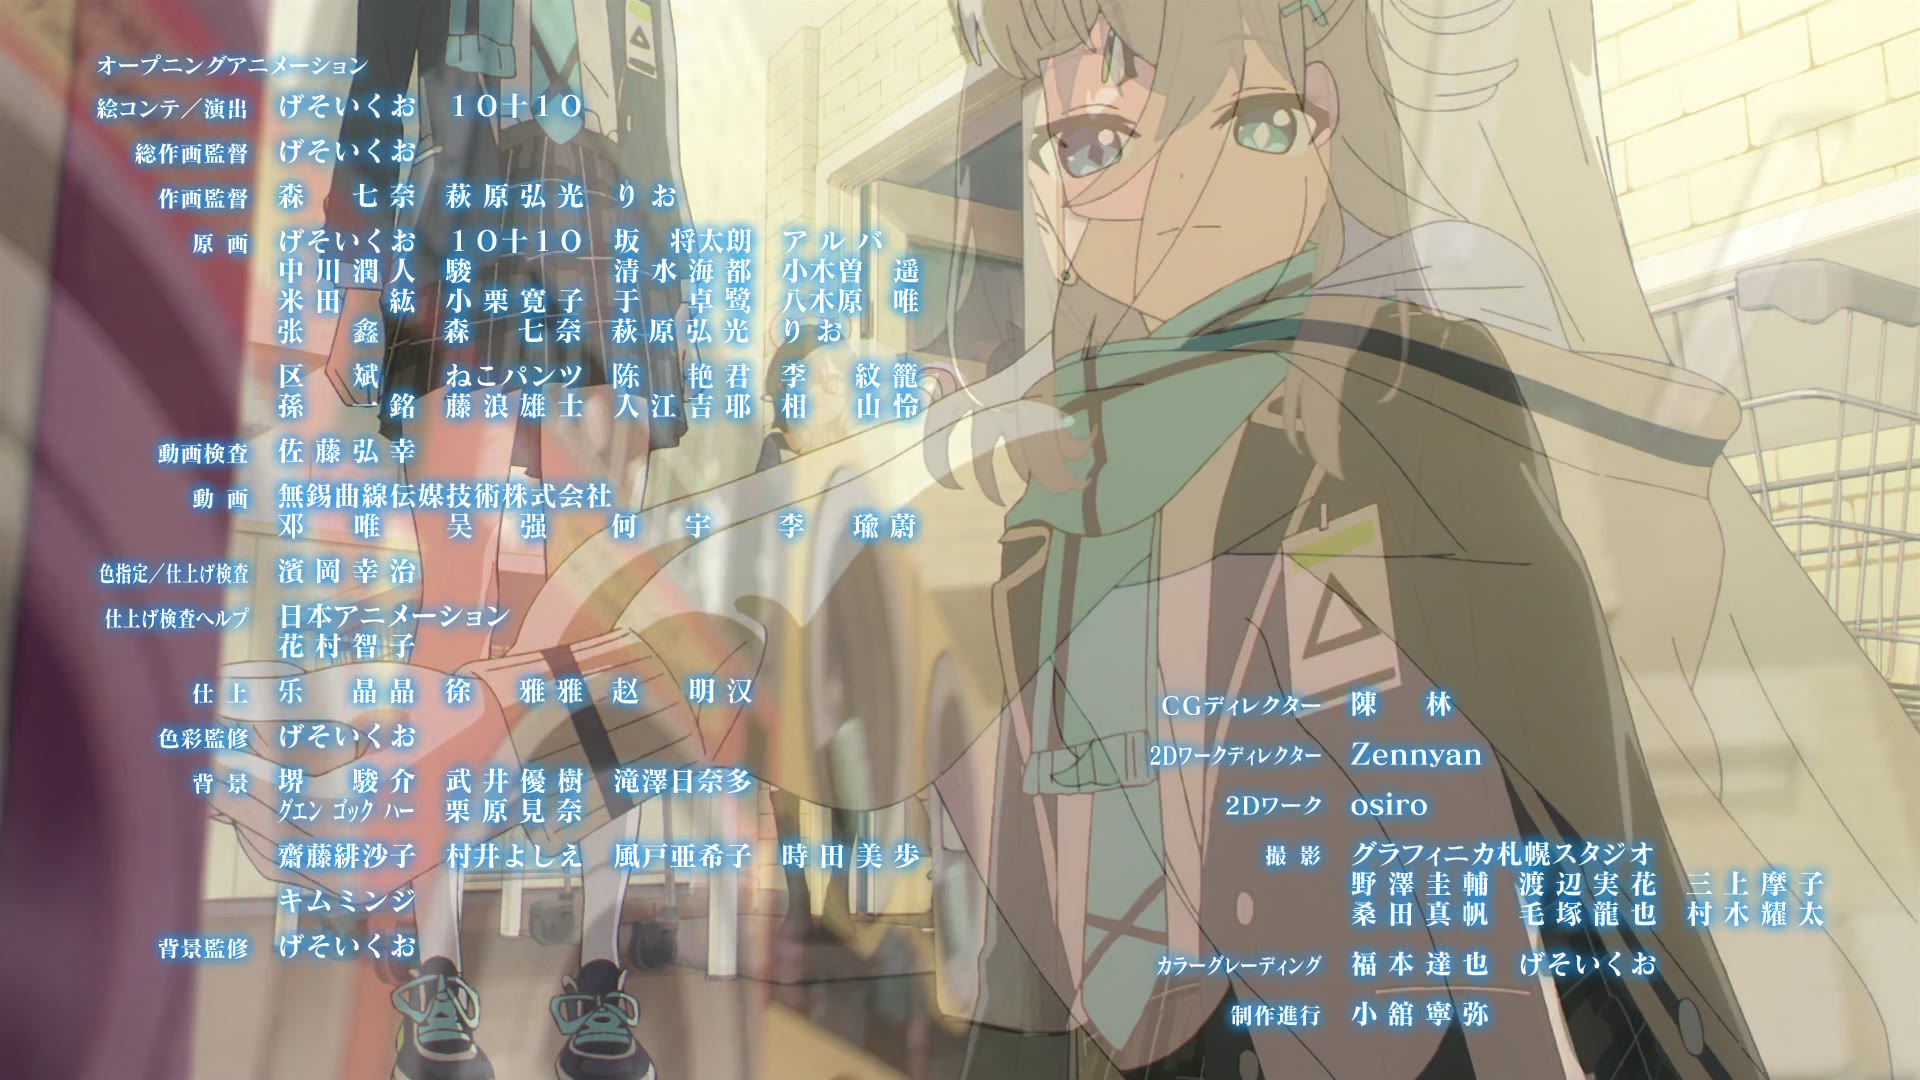 オープニングアニメーション
絵コンテ／演出 げそいくお 10十10
総作画監督 げそいくお
作画監督 森 七奈 萩原弘光 りお
原画 げそいくお 10十10 坂 将太朗 アルバ
中川潤人 駿 清水海都 小木曽 遥
米田 紘 小栗寛子 于 卓鹭 八木原 唯
张 鑫 森 七奈 萩原弘光 りお
区 斌 ねこパンツ 陈 艳君 李 紋籠
孫 一銘 藤浪雄士 入江吉耶 相 山怜
動画検査 佐藤弘幸
動画 無錫曲線伝媒技術株式会社
邓 唯 吴 强 何 宇 李 瑜蔚
色指定／仕上げ検査 濱岡幸治
仕上げ検査ヘルプ 日本アニメーション
花村智子
仕上 乐 晶晶 徐 雅雅 赵 明汉
色彩監修 げそいくお
背景 堺 駿介 武井優樹 滝澤日奈多
グエン ゴック ハー 栗原見奈
齋藤緋沙子 村井よしえ 風戸亜希子 時田美歩
キムミンジ
背景監修 げそいくお
CGディレクター 陳 林
2Dワークディレクター Zennyan
2Dワーク osiro
撮影 グラフィニカ札幌スタジオ
野澤圭輔 渡辺実花 三上摩子
桑田真帆 毛塚龍也 村木耀太
カラーグレーディング 福本達也 げそいくお
制作進行 小舘寧弥